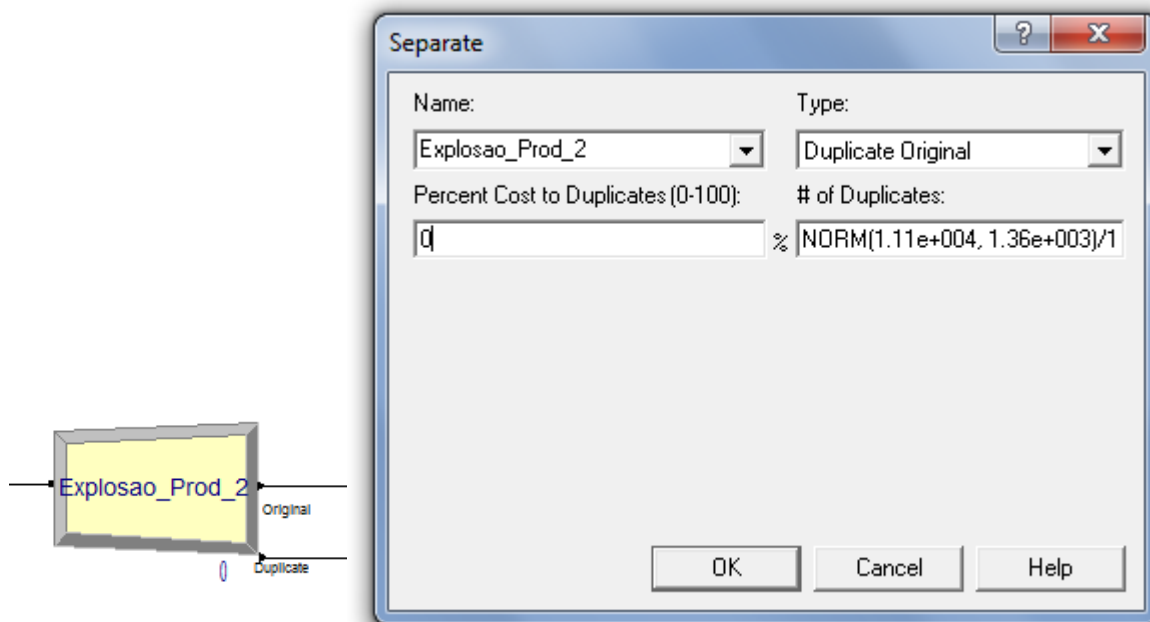 Separate
Name:
Type:
Explosao_Prod_2
Duplicate Original
Percent Cost to Duplicates (0-100):
# of Duplicates:
0
%
NORM(1.11e+004, 1.36e+003)/1
OK
Cancel
Help
Explosao_Prod_2
Original
0
Duplicate